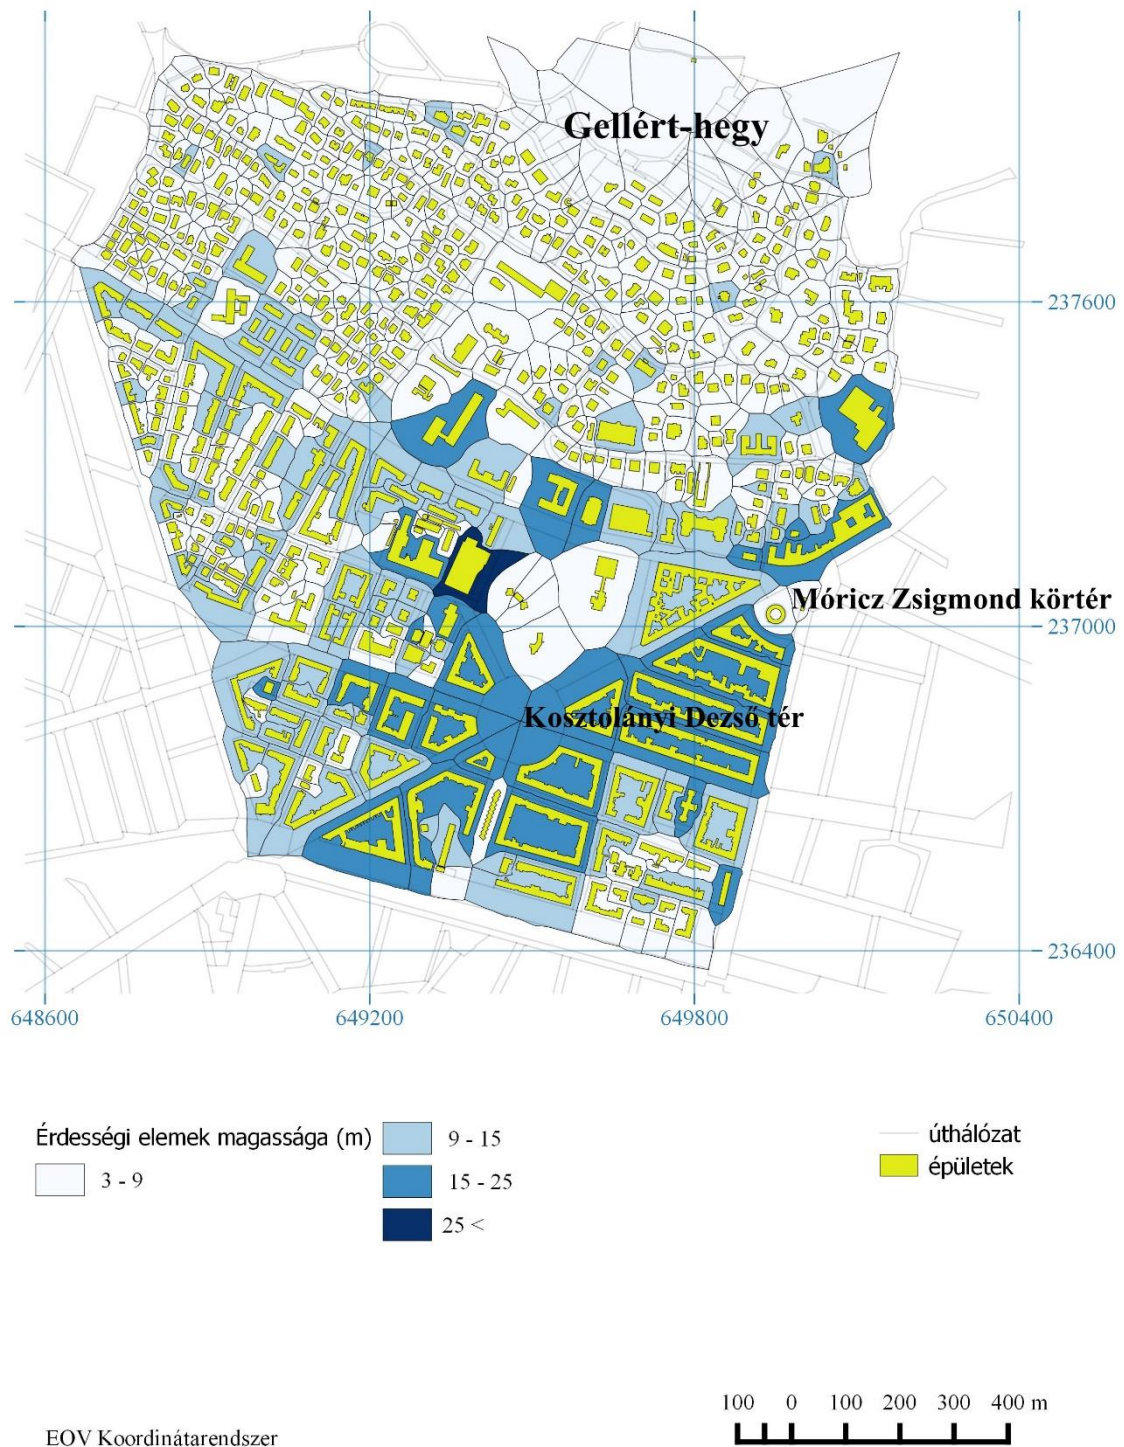 Gellért-hegy
237600
Móricz Zsigmond körtér
237000
Kosztolányi Dezső tér
236400
648600 649200 649800 650400
Érdességi elemek magassága (m)
3 - 9
9 - 15
15 - 25
25 <
úthálózat
épületek
100 0 100 200 300 400 m
EOV Koordinátarendszer